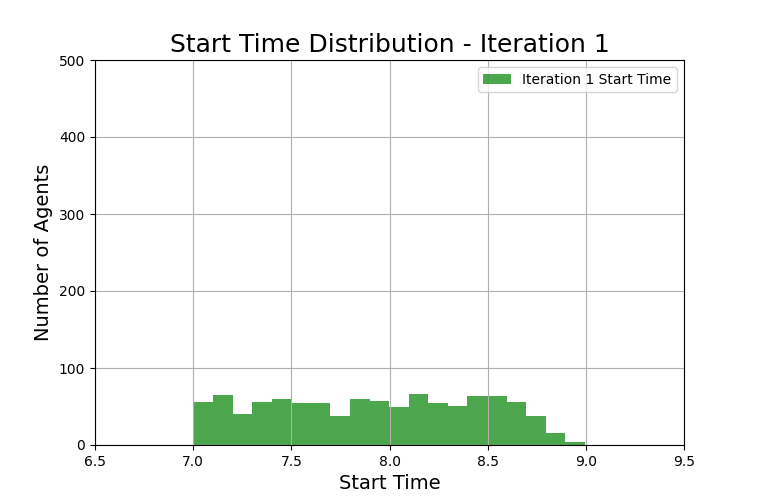 Start Time Distribution - Iteration 1
Iteration 1 Start Time
Number of Agents
500
400
300
200
100
0
6.5 7.0 7.5 8.0 8.5 9.0 9.5
Start Time